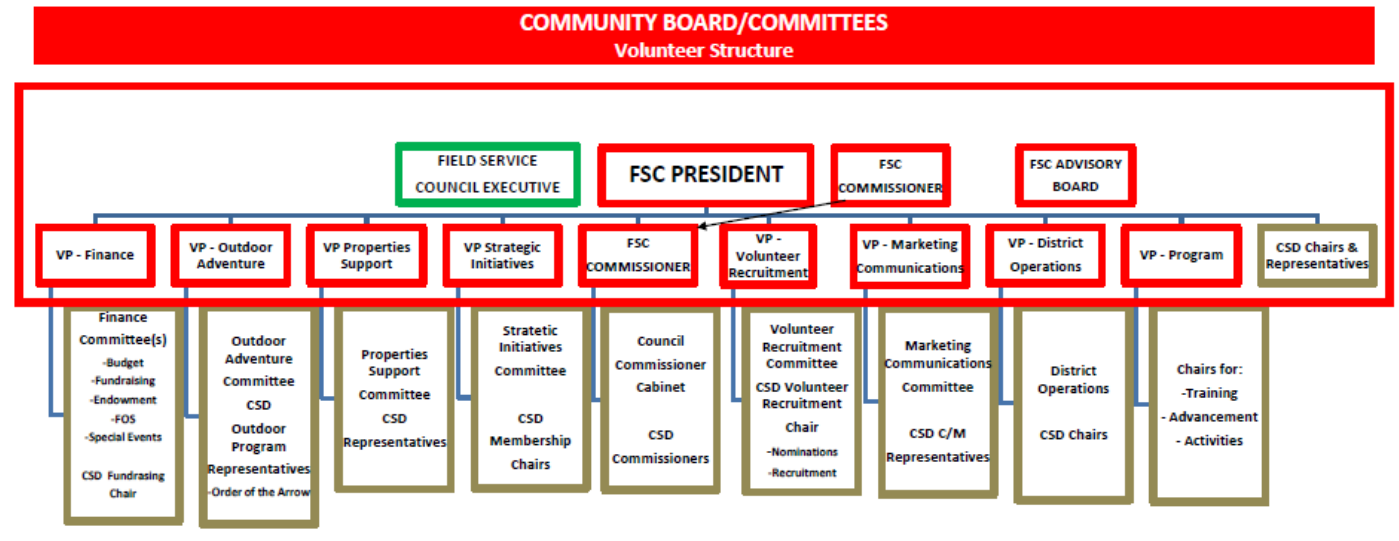 COMMUNITY BOARD/COMMITTEES
Volunteer Structure
FIELD SERVICE
COUNCIL EXECUTIVE
FSC PRESIDENT
FSC
COMMISSIONER
FSC ADVISORY
BOARD
VP - Finance
VP - Outdoor
Adventure
VP Properties
Support
VP Strategic
Initiatives
FSC
COMMISSIONER
VP -
Volunteer
Recruitment
VP - Marketing
Communications
VP - District
Operations
VP - Program
CSD Chairs &
Representatives
Finance
Committee(s)
-Budget
-Fundraising
-Endowment
-FOS
-Special Events
CSD Fundrasing
Chair
Outdoor
Adventure
Committee
CSD
Outdoor
Program
Representatives
-Order of the Arrow
Properties
Support
Committee
CSD
Representatives
Stratetic
Initiatives
Committee
CSD
Membership
Chairs
Council
Commissioner
Cabinet
CSD
Commissioners
Volunteer
Recruitment
Committee
CSD Volunteer
Recruitment
Chair
-Nominations
-Recruitment
Marketing
Communications
Committee
CSD C/M
Representatives
District
Operations
CSD Chairs
Chairs for:
-Training
- Advancement
- Activities